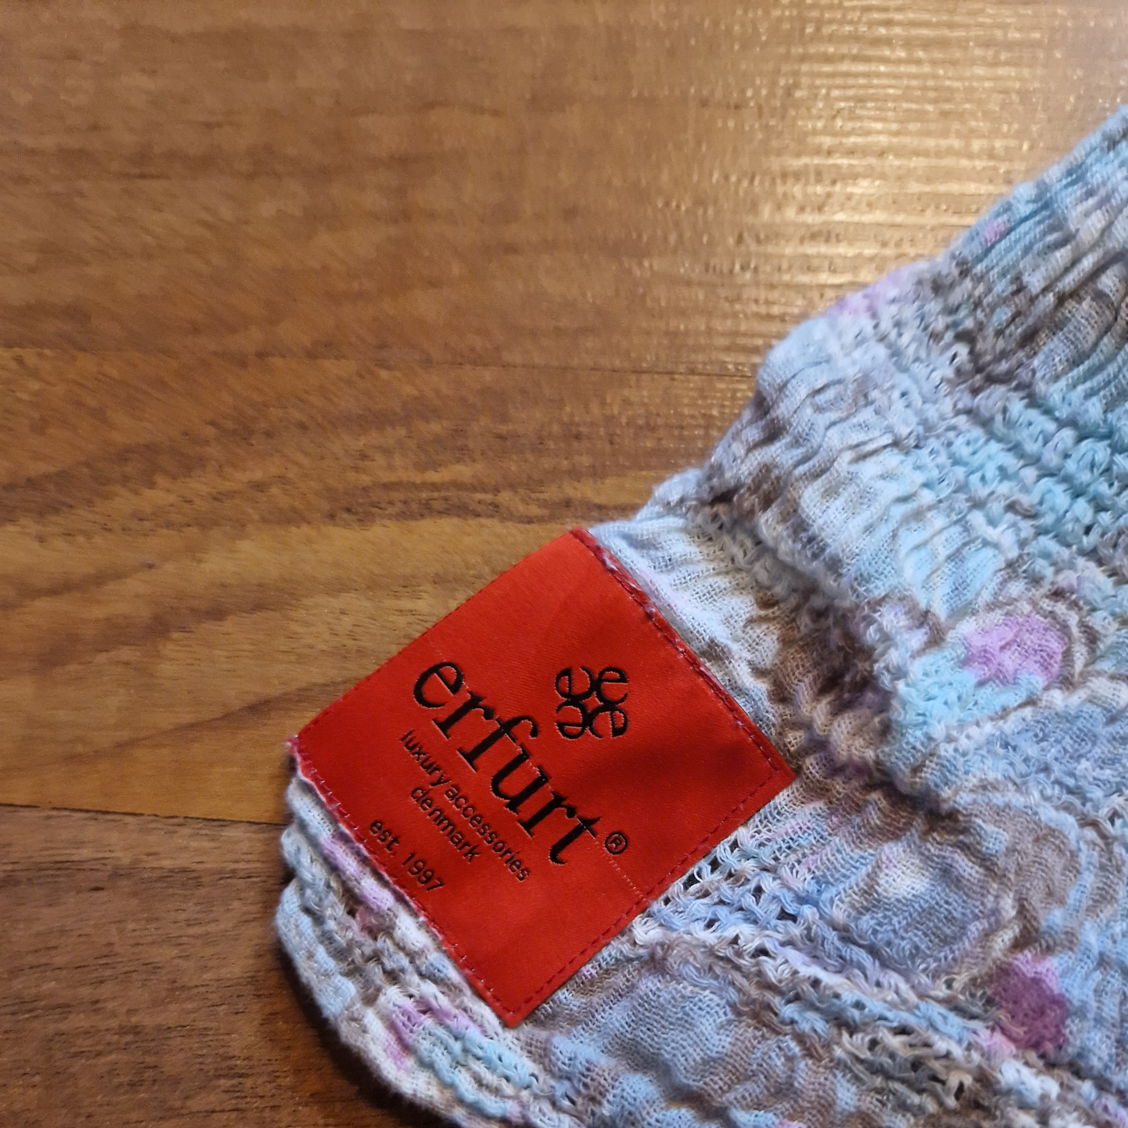 erfurt®
luxury accessories
denmark
est. 1997